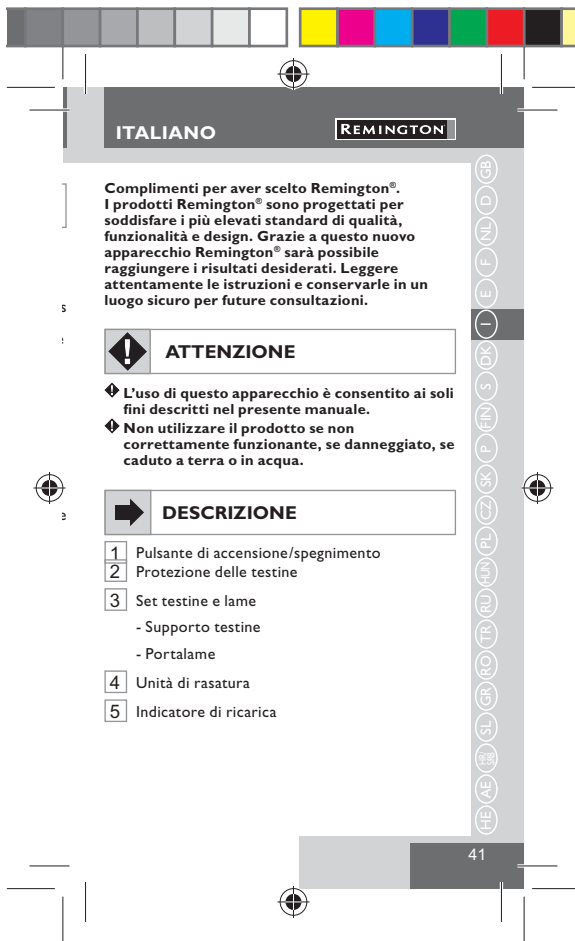 ITALIANO
REMINGTON
Complimenti per aver scelto Remington®.
I prodotti Remington® sono progettati per
soddisfare i più elevati standard di qualità,
funzionalità e design. Grazie a questo nuovo
apparecchio Remington® sarà possibile
raggiungere i risultati desiderati. Leggere
attentamente le istruzioni e conservarle in un
luogo sicuro per future consultazioni.
ATTENZIONE
L'uso di questo apparecchio è consentito ai soli
fini descritti nel presente manuale.
Non utilizzare il prodotto se non
correttamente funzionante, se danneggiato, se
caduto a terra o in acqua.
DESCRIZIONE
1 Pulsante di accensione/spegnimento
2 Protezione delle testine
3 Set testine e lame
- Supporto testine
- Portalame
4 Unità di rasatura
5 Indicatore di ricarica
GB
D
NL
F
E
I
DK
S
FIN
P
SK
CZ
PL
HUN
RU
TR
RO
GR
SL
HR/
SRB
AE
HE
41
s
e
e